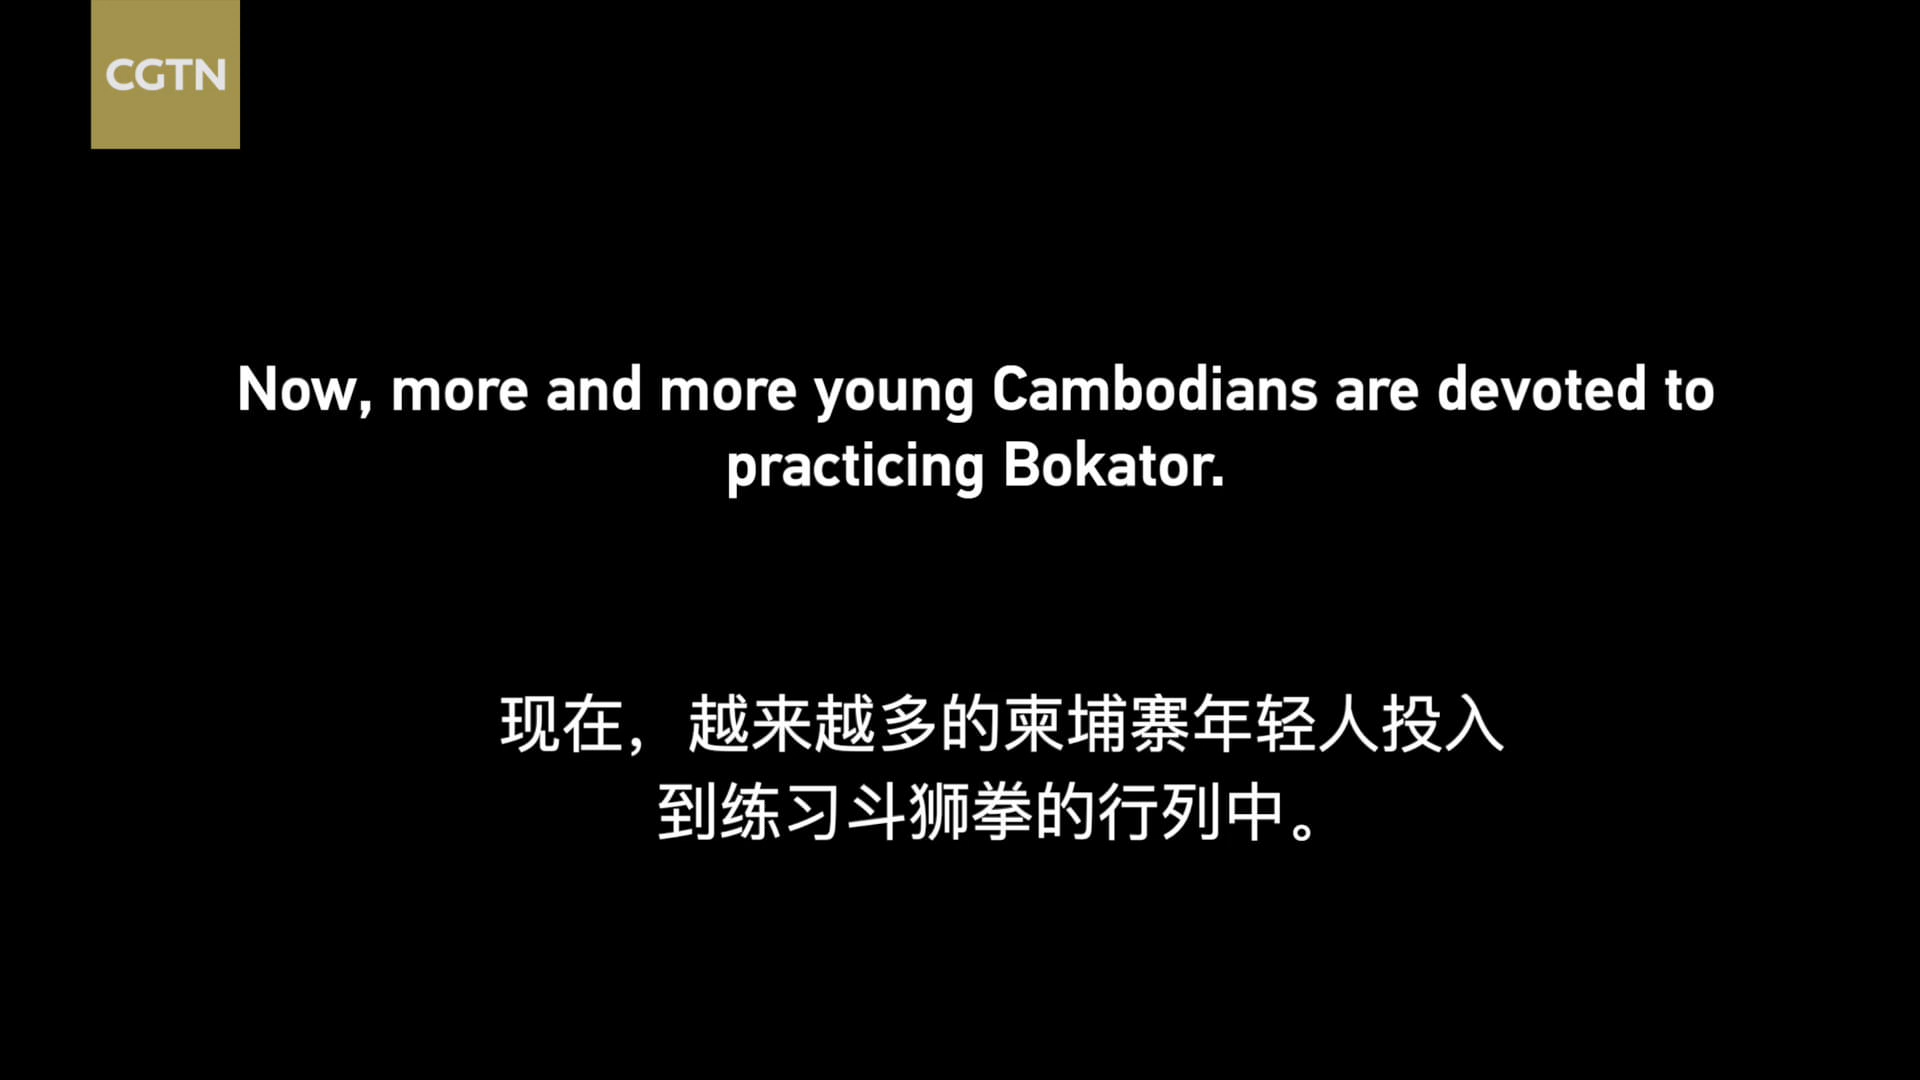 CGTN
Now, more and more young Cambodians are devoted to
practicing Bokator.
现在，越来越多的柬埔寨年轻人投入
到练习斗狮拳的行列中。